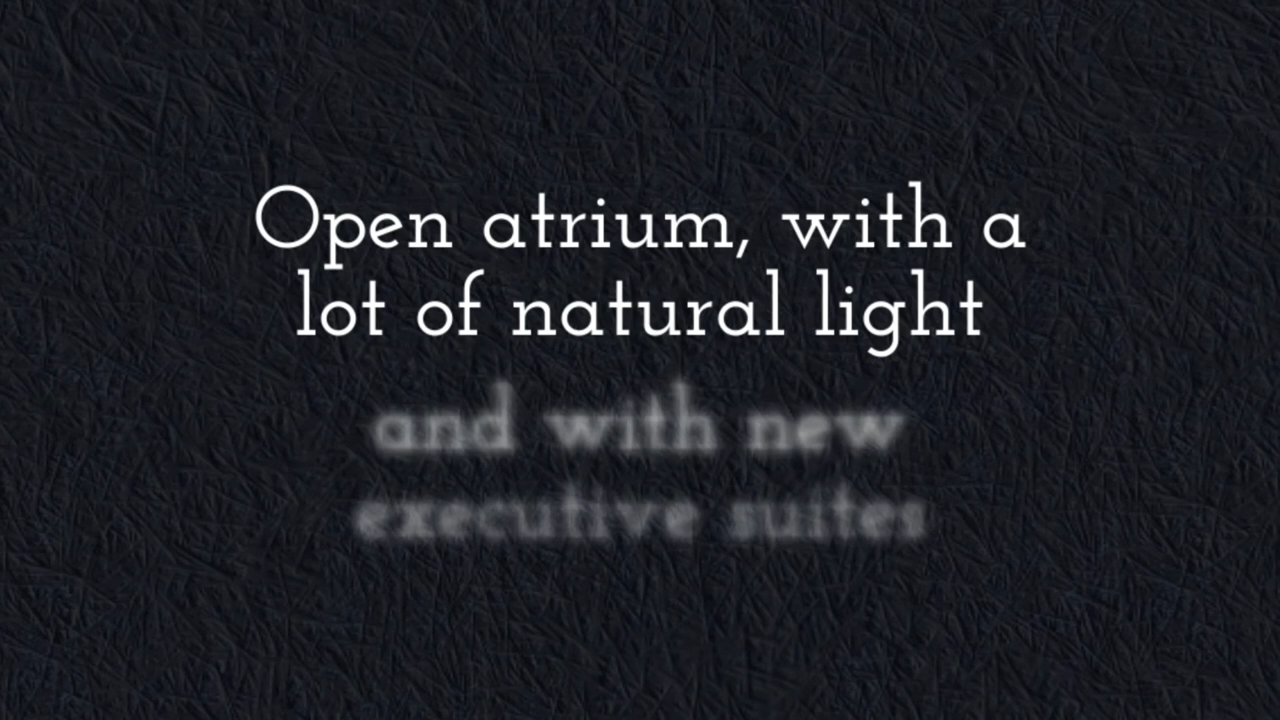 Open atrium, with a
lot of natural light
and with new
executive suites